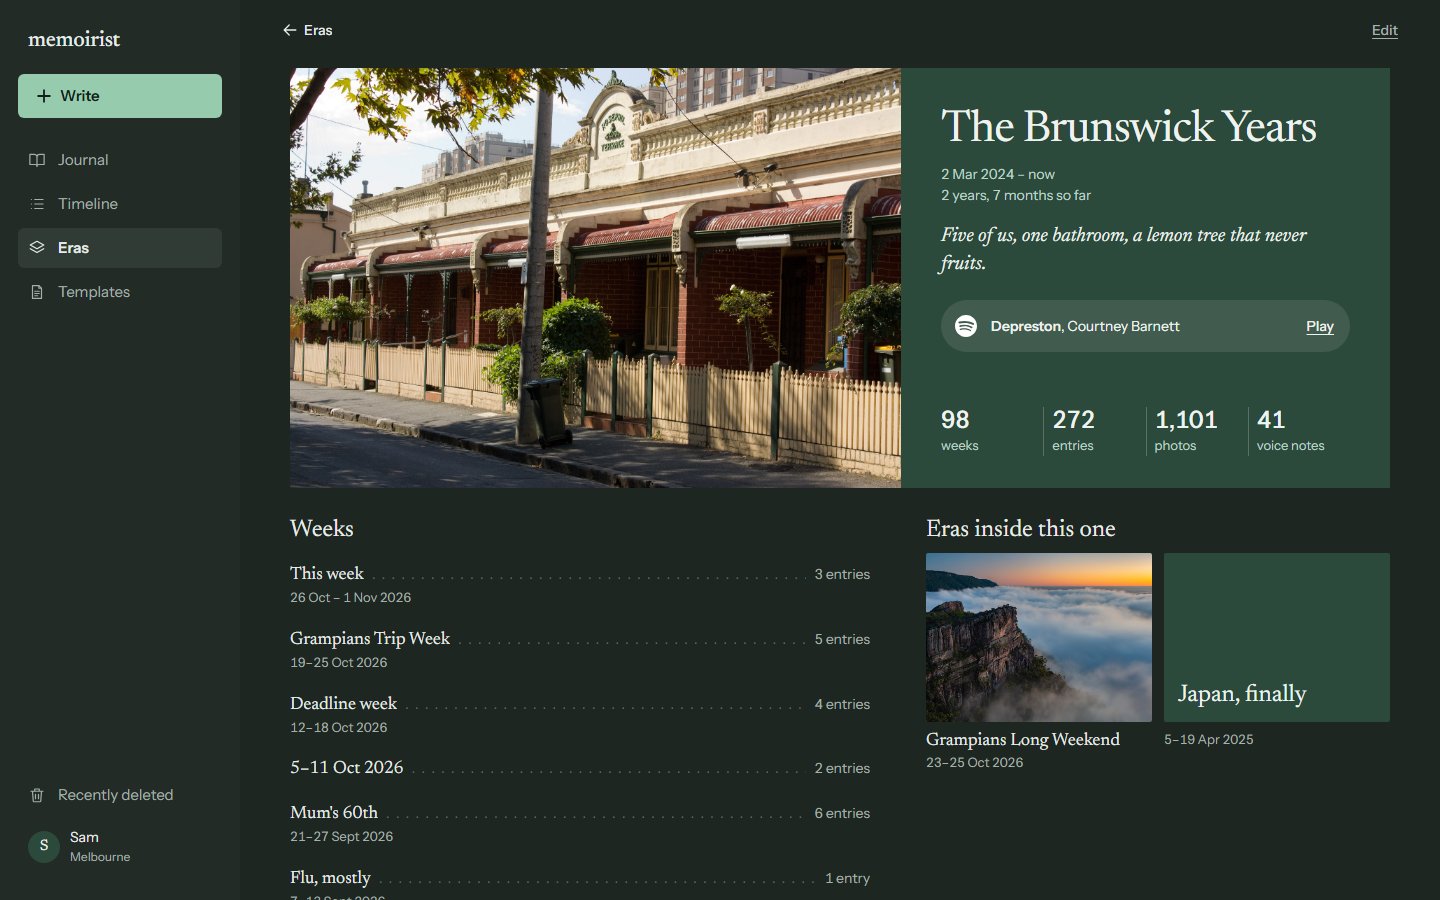 memoirist
Write
Journal
Timeline
Eras
Templates
Recently deleted
S
Sam
Melbourne
Eras
Edit
TERRACE
The Brunswick Years
2 Mar 2024 – now
2 years, 7 months so far
Five of us, one bathroom, a lemon tree that never
fruits.
Depreston, Courtney Barnett
Play
98
weeks
272
entries
1,101
photos
41
voice notes
Weeks
This week . . . . . . . . . . . . . . . . . . . . . . . . . . . . . . . . . . . . . . . . . . . . 3 entries
26 Oct – 1 Nov 2026
Grampians Trip Week . . . . . . . . . . . . . . . . . . . . . . . . . . . . . . . . . . . 5 entries
19–25 Oct 2026
Deadline week . . . . . . . . . . . . . . . . . . . . . . . . . . . . . . . . . . . . . . . . 4 entries
12–18 Oct 2026
5–11 Oct 2026 . . . . . . . . . . . . . . . . . . . . . . . . . . . . . . . . . . . . . . . . 2 entries
Mum's 60th . . . . . . . . . . . . . . . . . . . . . . . . . . . . . . . . . . . . . . . . . . 6 entries
21–27 Sept 2026
Flu, mostly . . . . . . . . . . . . . . . . . . . . . . . . . . . . . . . . . . . . . . . . . . . . 1 entry
Eras inside this one
Grampians Long Weekend
23–25 Oct 2026
Japan, finally
5–19 Apr 2025